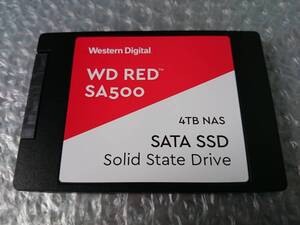 Western Digital
WD RED™
SA500
4TB NAS
SATA SSD
Solid State Drive